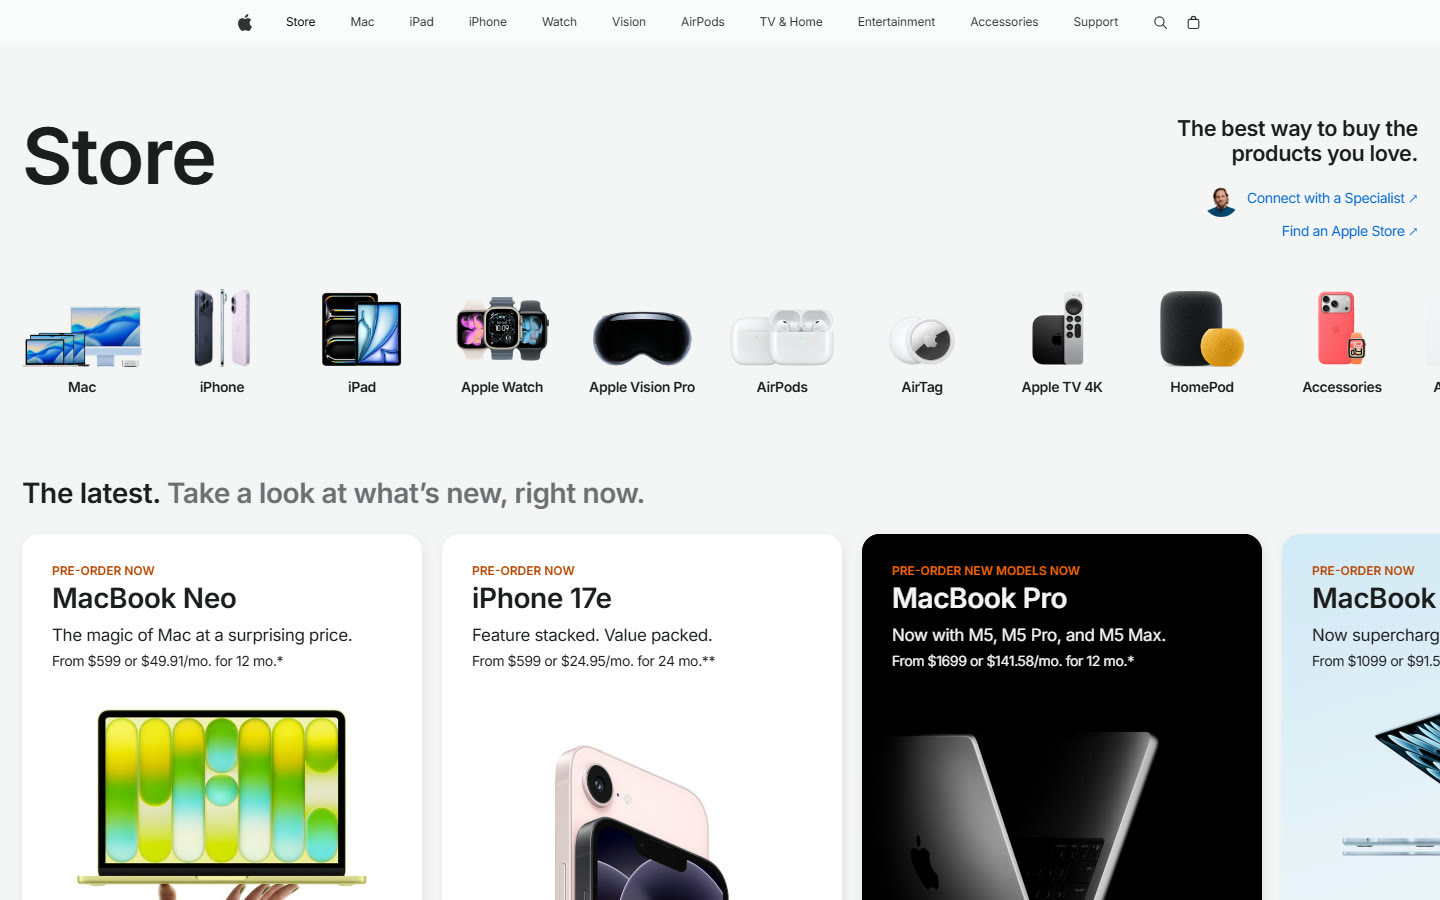 Store
Mac
iPad
iPhone
Watch
Vision
AirPods
TV & Home
Entertainment
Accessories
Support
Store
The best way to buy the
products you love.
Connect with a Specialist ↗
Find an Apple Store ↗
Mac
iPhone
iPad
Apple Watch
Apple Vision Pro
AirPods
AirTag
Apple TV 4K
HomePod
Accessories
The latest. Take a look at what’s new, right now.
PRE-ORDER NOW
MacBook Neo
The magic of Mac at a surprising price.
From $599 or $49.91/mo. for 12 mo.*
PRE-ORDER NOW
iPhone 17e
Feature stacked. Value packed.
From $599 or $24.95/mo. for 24 mo.**
PRE-ORDER NEW MODELS NOW
MacBook Pro
Now with M5, M5 Pro, and M5 Max.
From $1699 or $141.58/mo. for 12 mo.*
PRE-ORDER NOW
MacBook
Now supercharg
From $1099 or $91.5